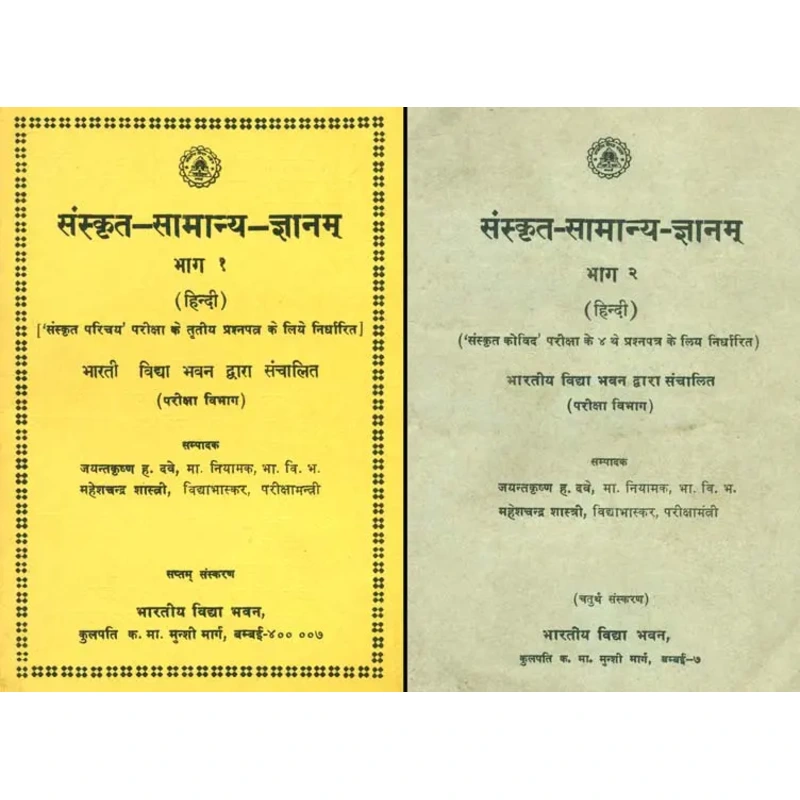 संस्कृत–सामान्य–ज्ञानम्
भाग १
(हिन्दी)
['संस्कृत परिचय' परीक्षा के तृतीय प्रश्नपत्र के लिये निर्धारित]
भारती विद्या भवन द्वारा संचालित
(परीक्षा विभाग)
सम्पादक
जयन्तकृष्ण ह. दवे, मा. नियामक, भा. वि. भ.
महेशचन्द्र शास्त्री, विद्याभास्कर, परीक्षामन्त्री
सप्तम् संस्करण
भारतीय विद्या भवन,
कुलपति क. मा. मुन्शी मार्ग, बम्बई-४०० ००७
संस्कृत-सामान्य-ज्ञानम्
भाग २
(हिन्दी)
('संस्कृत कोविद' परीक्षा के ४ थे प्रश्नपत्र के लिय निर्धारित)
भारतीय विद्या भवन द्वारा संचालित
(परीक्षा विभाग)
सम्पादक
जयन्तकृष्ण ह. दवे, मा. नियामक, भा. वि. भ.
महेशचन्द्र शास्त्री, विद्याभास्कर, परीक्षामंत्री
(चतुर्थ संस्करण)
भारतीय विद्या भवन,
कुलपति क. मा. मुन्शी मार्ग, बम्बई–७